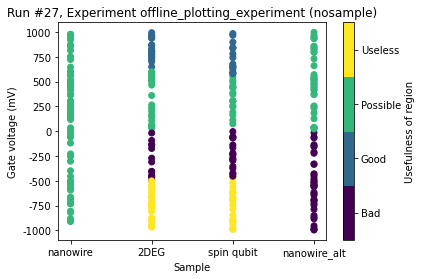 Run #27, Experiment offline_plotting_experiment (nosample)
1000
750
500
250
0
-250
-500
-750
-1000
Gate voltage (mV)
nanowire
2DEG
spin qubit
nanowire_alt
Sample
Useless
Possible
Good
Bad
Usefulness of region